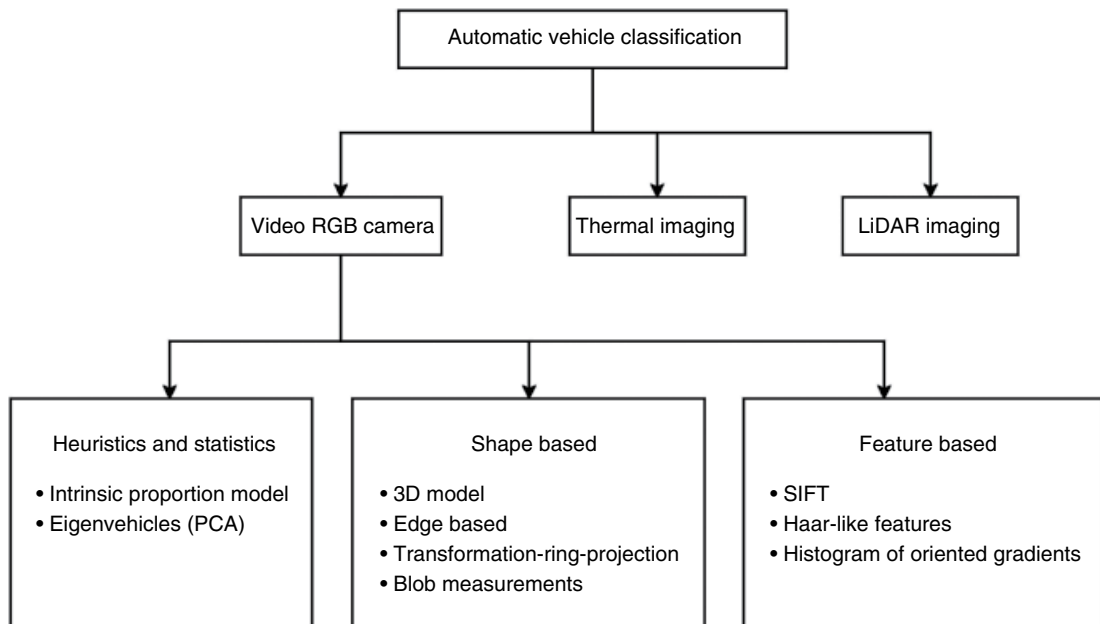 Automatic vehicle classification
Video RGB camera
Thermal imaging
LiDAR imaging
Heuristics and statistics
• Intrinsic proportion model
• Eigenvehicles (PCA)
Shape based
• 3D model
• Edge based
• Transformation-ring-projection
• Blob measurements
Feature based
• SIFT
• Haar-like features
• Histogram of oriented gradients